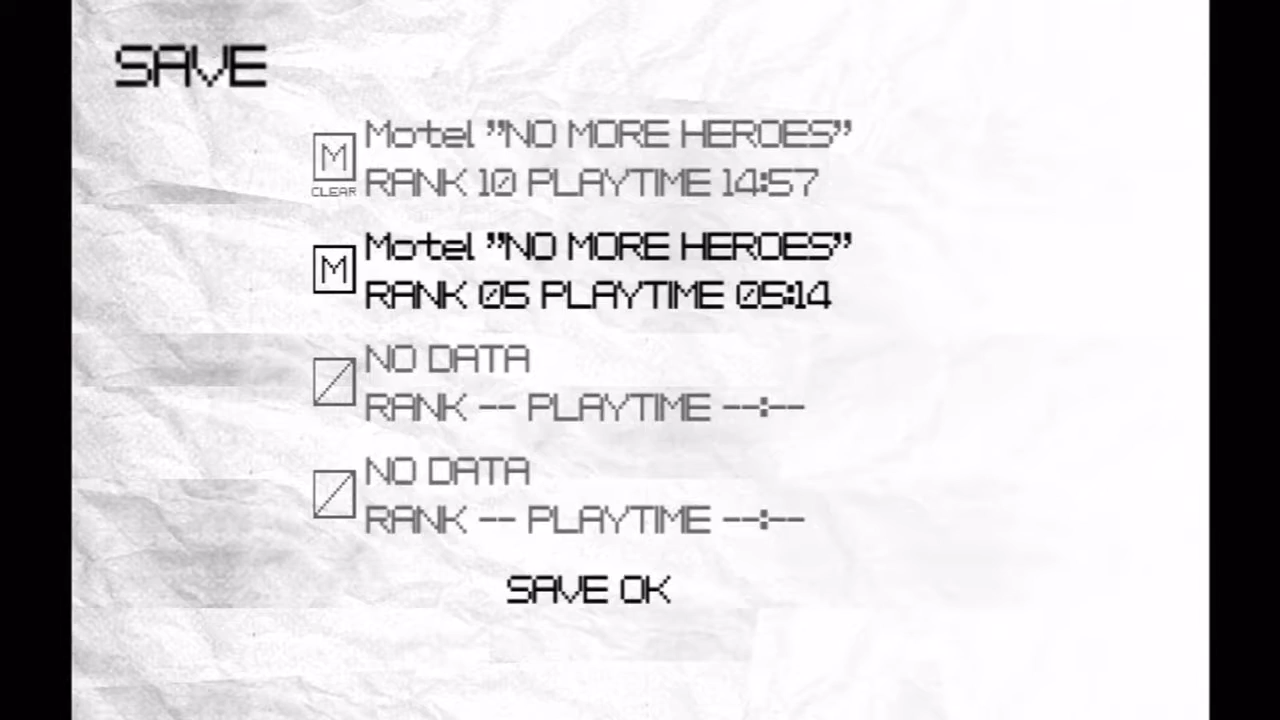 SAVE
Motel "NO MORE HEROES"
M
CLEAR
RANK 10 PLAYTIME 14:57
Motel "NO MORE HEROES"
M
RANK 05 PLAYTIME 05:14
NO DATA
RANK -- PLAYTIME --:--
NO DATA
RANK -- PLAYTIME --:--
SAVE OK